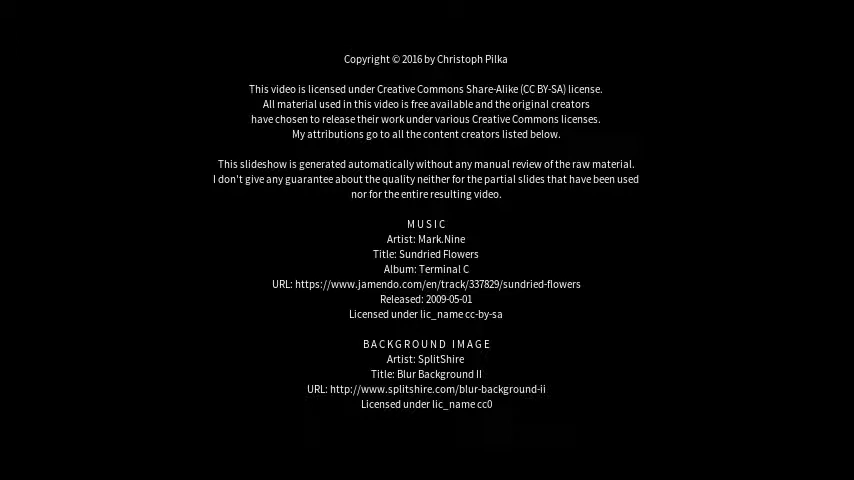 Copyright © 2016 by Christoph Pilka
This video is licensed under Creative Commons Share-Alike (CC BY-SA) license.
All material used in this video is free available and the original creators
have chosen to release their work under various Creative Commons licenses.
My attributions go to all the content creators listed below.
This slideshow is generated automatically without any manual review of the raw material.
I don't give any guarantee about the quality neither for the partial slides that have been used
nor for the entire resulting video.
MUSIC
Artist: Mark.Nine
Title: Sundried Flowers
Album: Terminal C
URL: https://www.jamendo.com/en/track/337829/sundried-flowers
Released: 2009-05-01
Licensed under lic_name cc-by-sa
BACKGROUND IMAGE
Artist: SplitShire
Title: Blur Background II
URL: http://www.splitshire.com/blur-background-ii
Licensed under lic_name cc0